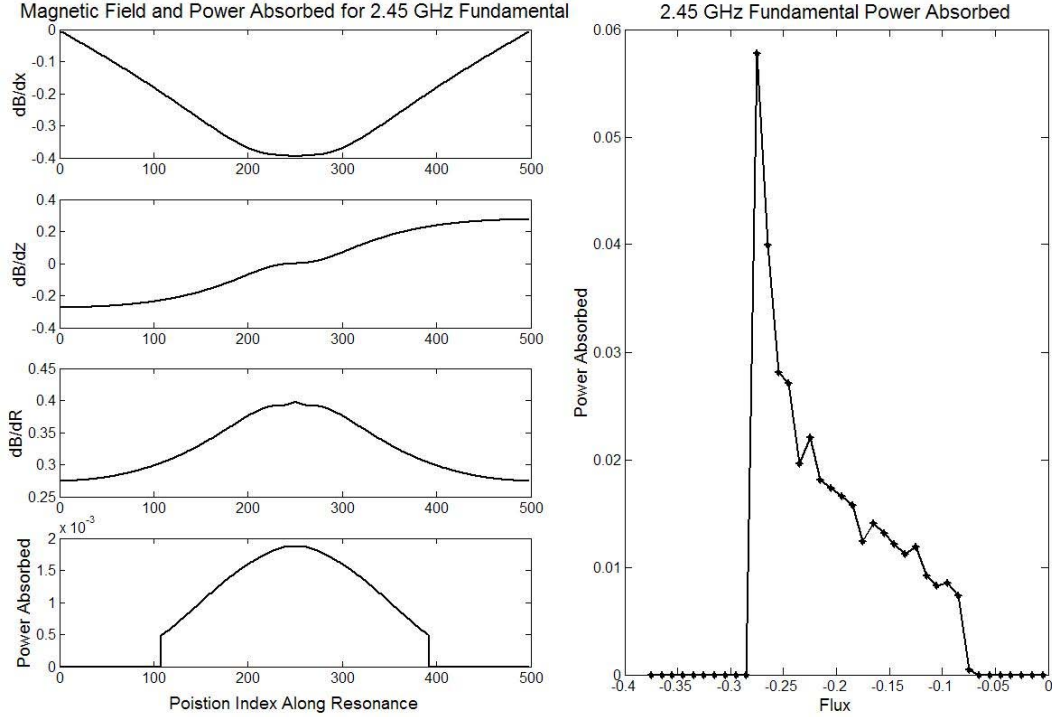 Magnetic Field and Power Absorbed for 2.45 GHz Fundamental
0
-0.1
-0.2
-0.3
-0.4
dB/dx
0 100 200 300 400 500
0.4
0.2
0
-0.2
-0.4
dB/dz
0 100 200 300 400 500
0.45
0.4
0.35
0.3
0.25
dB/dR
0 100 200 300 400 500
x 10-3
2
1.5
1
0.5
0
Power Absorbed
0 100 200 300 400 500
Poistion Index Along Resonance
2.45 GHz Fundamental Power Absorbed
0.06
0.05
0.04
0.03
0.02
0.01
0
Power Absorbed
-0.4 -0.35 -0.3 -0.25 -0.2 -0.15 -0.1 -0.05 0
Flux